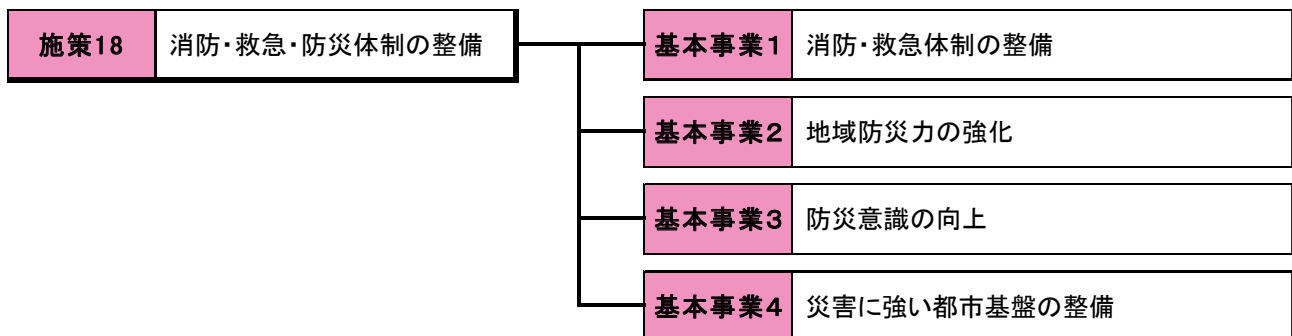 施策18 消防・救急・防災体制の整備
基本事業1 消防・救急体制の整備
基本事業2 地域防災力の強化
基本事業3 防災意識の向上
基本事業4 災害に強い都市基盤の整備